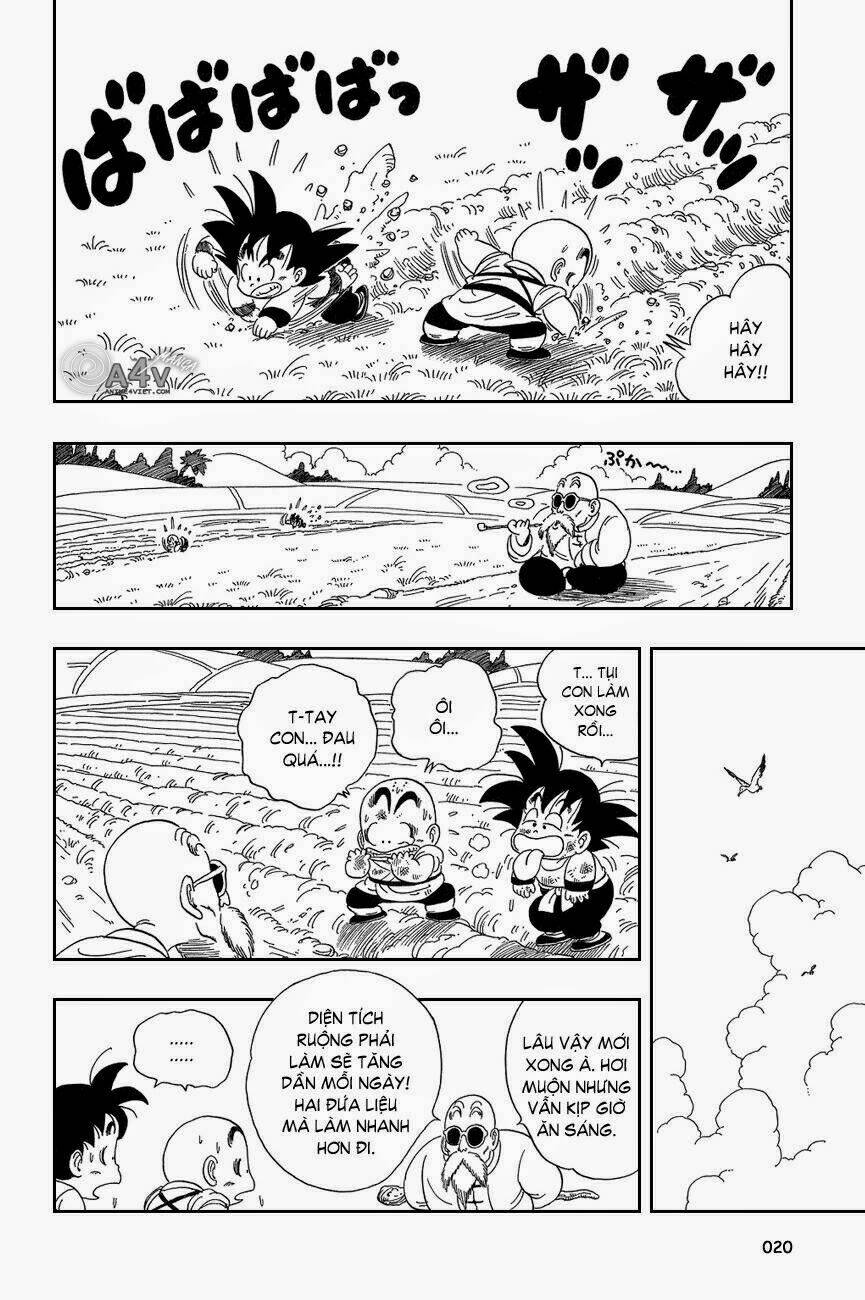 ザザ
ばばばばっ
HÂY
HÂY
HÂY!!
A4V
ANIME4VIET.COM
ぷか〜...
T... TỤI
CON LÀM
XONG
RỒI...
ÔI
ÔI...
T-TAY
CON... ĐAU
QUÁ...!!
LÂU VẬY MỚI
XONG À. HƠI
MUỘN NHƯNG
VẪN KỊP GIỜ
ĂN SÁNG.
DIỆN TÍCH
RUỘNG PHẢI
LÀM SẼ TĂNG
DẦN MỖI NGÀY!
HAI ĐỨA LIỆU
MÀ LÀM NHANH
HƠN ĐI.
.....
.....
020